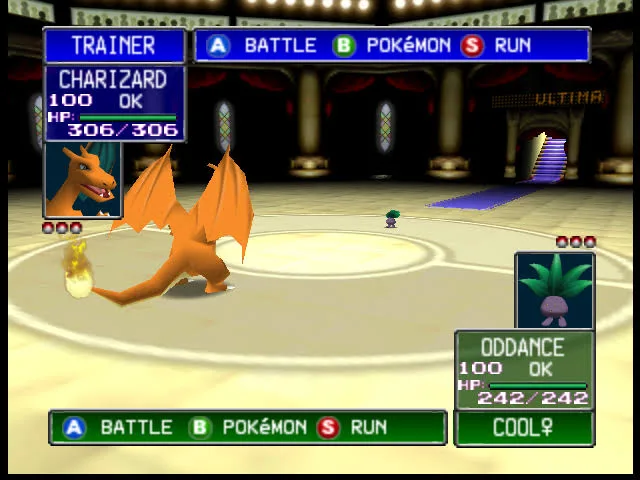 TRAINER
A BATTLE B POKéMON S RUN
CHARIZARD
100 OK
HP:
306/306
ULTIMA
ODDANCE
100 OK
HP:
242/242
A BATTLE B POKéMON S RUN
COOL♀